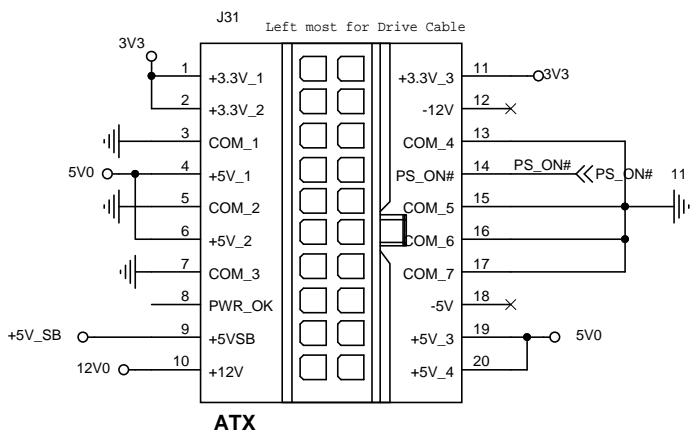 J31
Left most for Drive Cable
3V3
1 +3.3V_1
2 +3.3V_2
3 COM_1
5V0 4 +5V_1
5 COM_2
6 +5V_2
7 COM_3
8 PWR_OK
+5V_SB 9 +5VSB
12V0 10 +12V
+3.3V_3 11 3V3
-12V 12
COM_4 13
PS_ON# 14 PS_ON# PS_ON# 11
COM_5 15
COM_6 16
COM_7 17
-5V 18
+5V_3 19 5V0
+5V_4 20
ATX